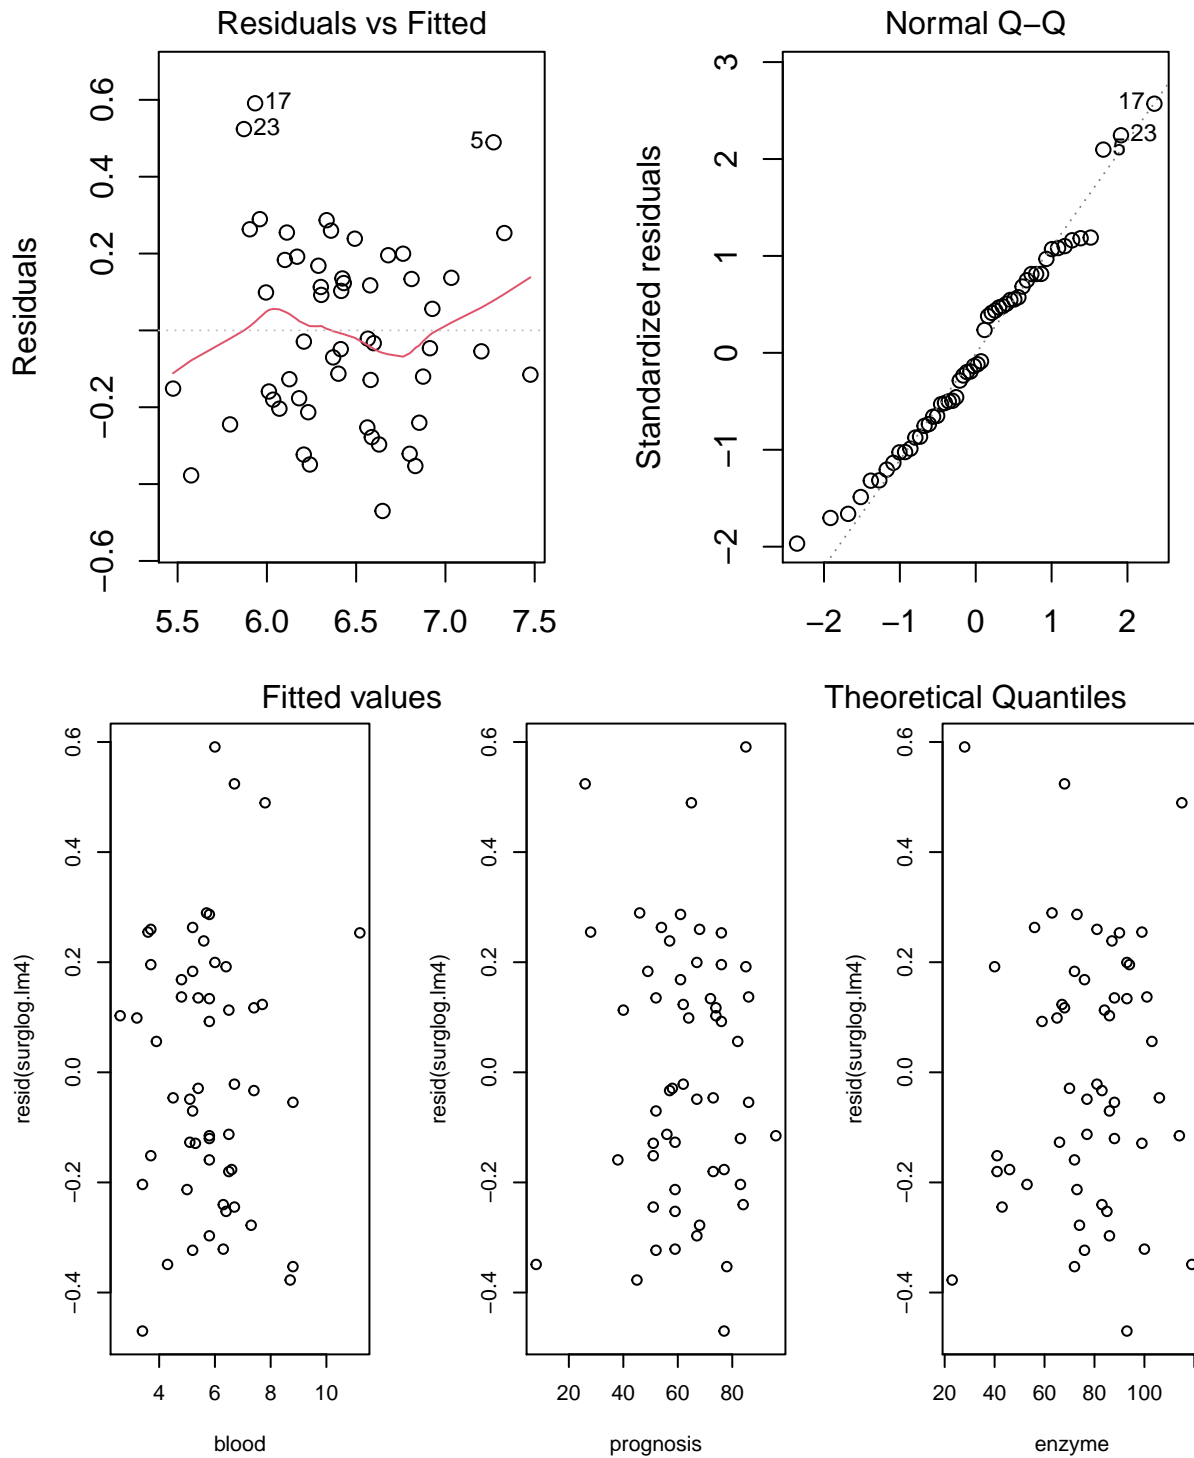 Residuals vs Fitted
Residuals
0.6
0.4
0.2
−0.2
−0.6
17
23
5
5.5 6.0 6.5 7.0 7.5
Fitted values
Normal Q−Q
Standardized residuals
3
2
1
0
−1
−2
17
23
5
−2 −1 0 1 2
Theoretical Quantiles
resid(surglog.lm4)
0.6
0.4
0.2
0.0
−0.2
−0.4
4 6 8 10
blood
resid(surglog.lm4)
0.6
0.4
0.2
0.0
−0.2
−0.4
20 40 60 80
prognosis
resid(surglog.lm4)
0.6
0.4
0.2
0.0
−0.2
−0.4
20 40 60 80 100
enzyme